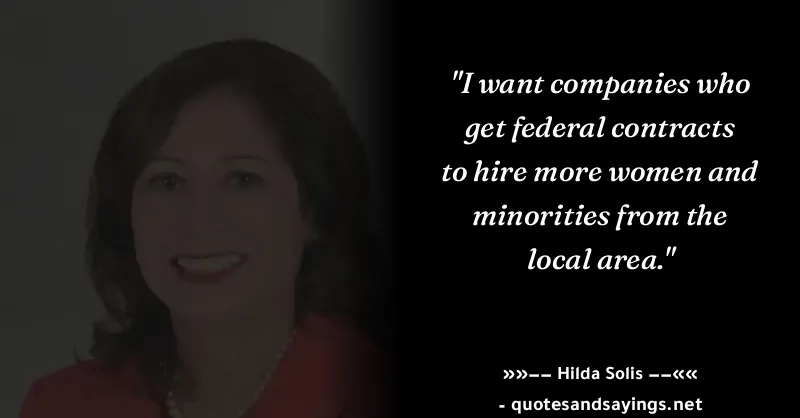 "I want companies who
get federal contracts
to hire more women and
minorities from the
local area."
»»–– Hilda Solis ––««
- quotesandsayings.net